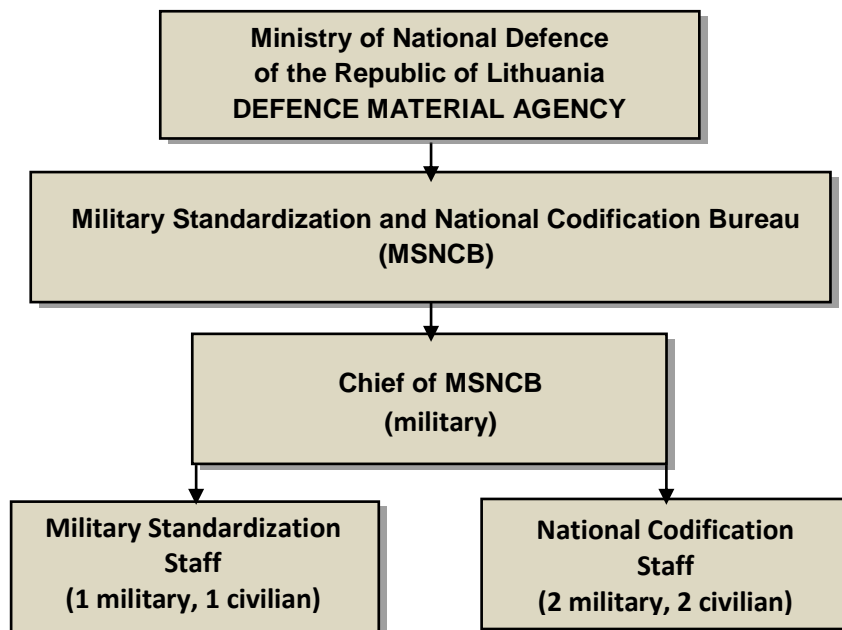 Ministry of National Defence
of the Republic of Lithuania
DEFENCE MATERIAL AGENCY
Military Standardization and National Codification Bureau
(MSNCB)
Chief of MSNCB
(military)
Military Standardization
Staff
(1 military, 1 civilian)
National Codification
Staff
(2 military, 2 civilian)